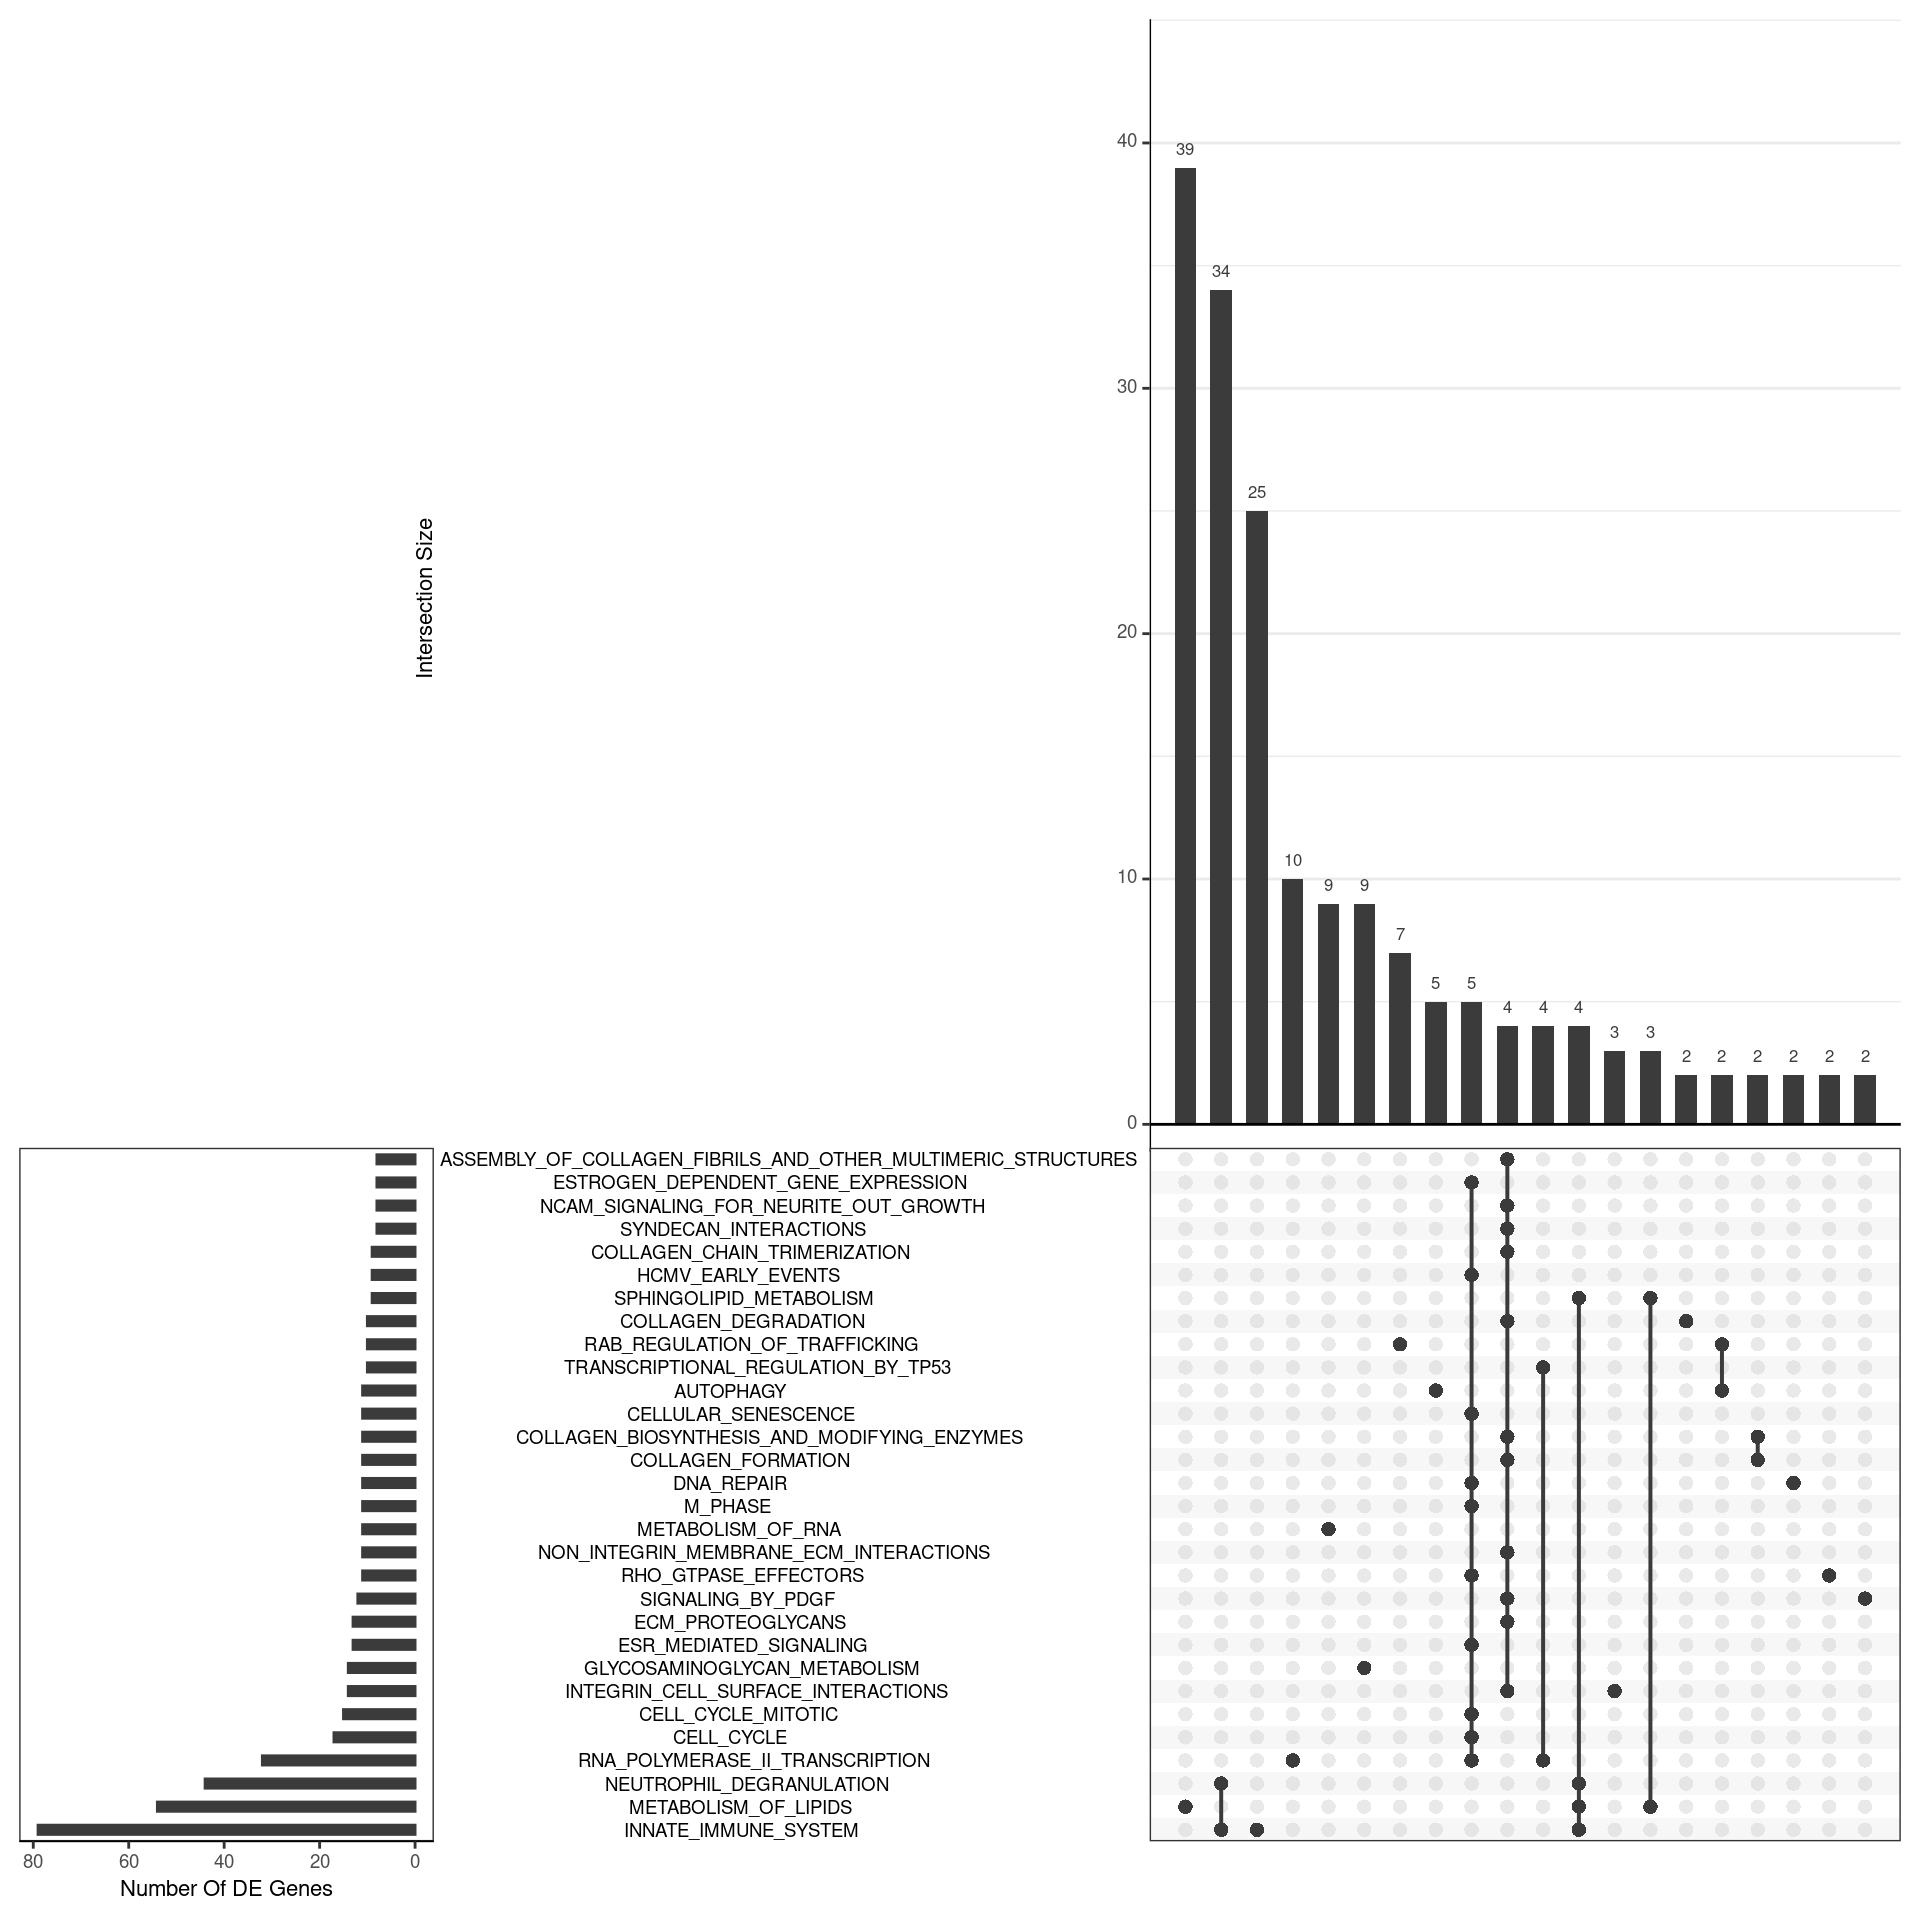 40
30
20
10
0
Intersection Size
39
34
25
10
9
9
7
5
5
4
4
4
3
3
2
2
2
2
2
2
ASSEMBLY_OF_COLLAGEN_FIBRILS_AND_OTHER_MULTIMERIC_STRUCTURES
ESTROGEN_DEPENDENT_GENE_EXPRESSION
NCAM_SIGNALING_FOR_NEURITE_OUT_GROWTH
SYNDECAN_INTERACTIONS
COLLAGEN_CHAIN_TRIMERIZATION
HCMV_EARLY_EVENTS
SPHINGOLIPID_METABOLISM
COLLAGEN_DEGRADATION
RAB_REGULATION_OF_TRAFFICKING
TRANSCRIPTIONAL_REGULATION_BY_TP53
AUTOPHAGY
CELLULAR_SENESCENCE
COLLAGEN_BIOSYNTHESIS_AND_MODIFYING_ENZYMES
COLLAGEN_FORMATION
DNA_REPAIR
M_PHASE
METABOLISM_OF_RNA
NON_INTEGRIN_MEMBRANE_ECM_INTERACTIONS
RHO_GTPASE_EFFECTORS
SIGNALING_BY_PDGF
ECM_PROTEOGLYCANS
ESR_MEDIATED_SIGNALING
GLYCOSAMINOGLYCAN_METABOLISM
INTEGRIN_CELL_SURFACE_INTERACTIONS
CELL_CYCLE_MITOTIC
CELL_CYCLE
RNA_POLYMERASE_II_TRANSCRIPTION
NEUTROPHIL_DEGRANULATION
METABOLISM_OF_LIPIDS
INNATE_IMMUNE_SYSTEM
80 60 40 20 0
Number Of DE Genes